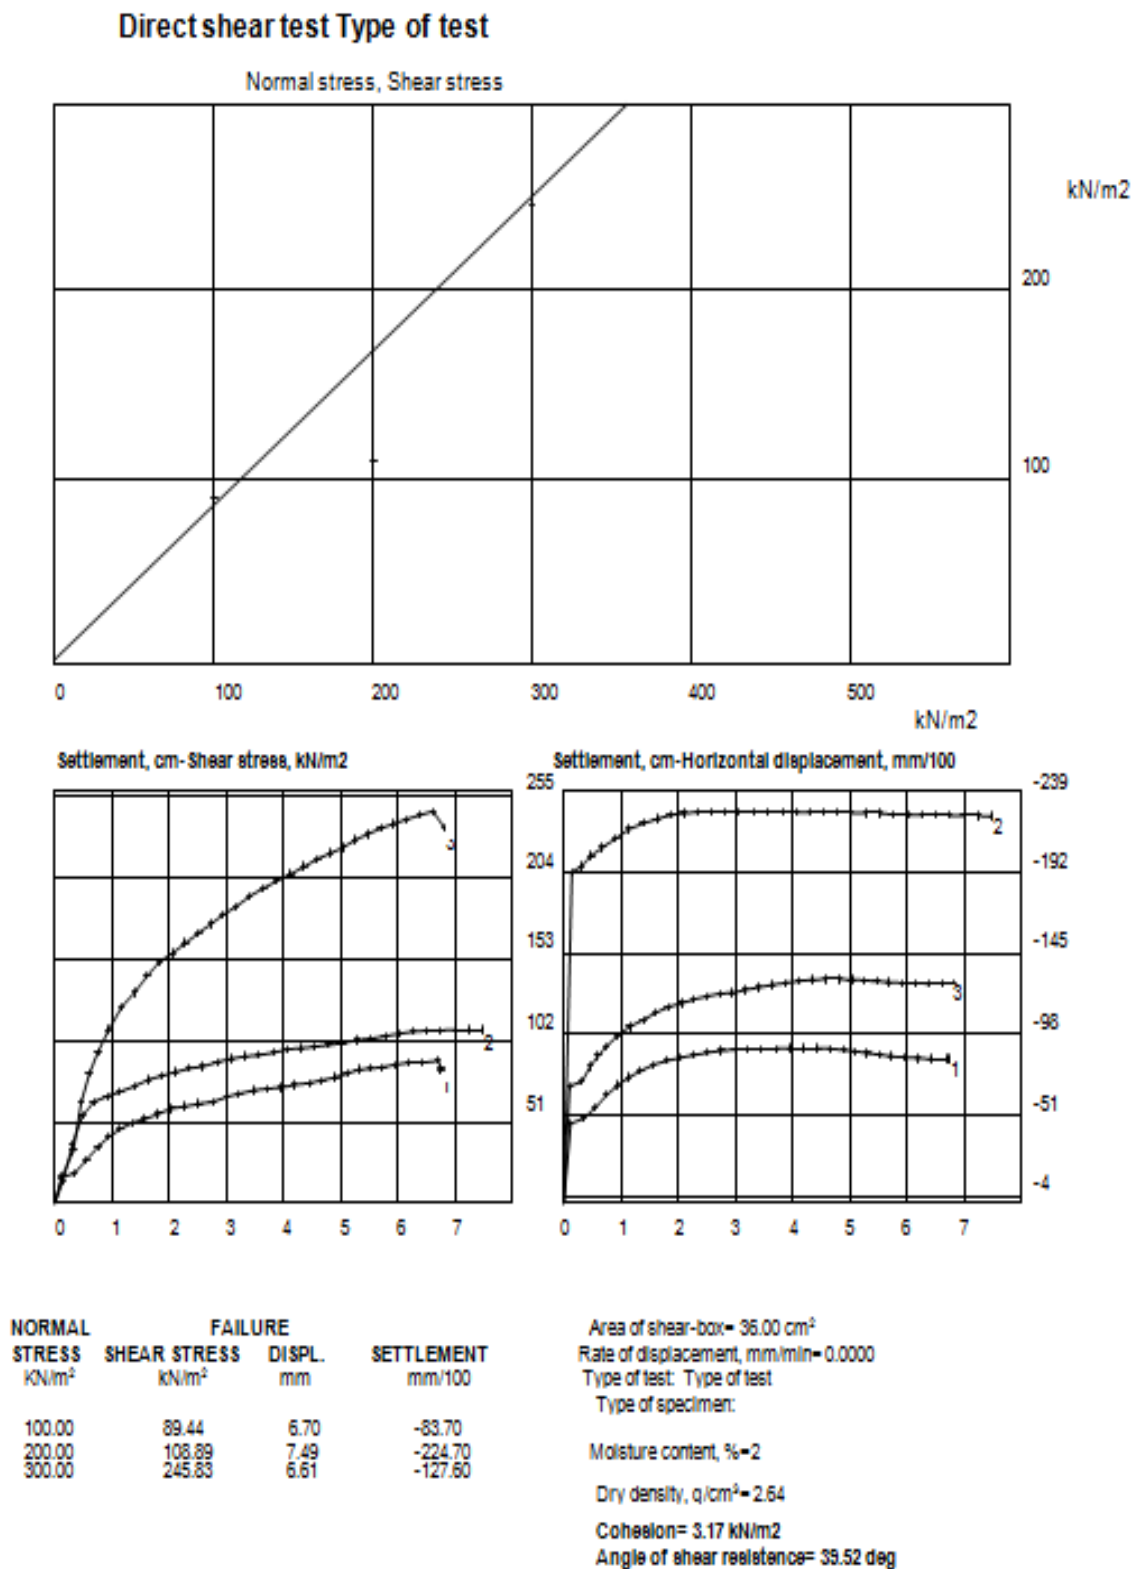 Direct shear test Type of test
Normal stress, Shear stress
kN/m2
200
100
0 100 200 300 400 500
kN/m2
Settlement, cm- Shear stress, kN/m2
255
204
153
102
51
3
2
1
0 1 2 3 4 5 6 7
Settlement, cm-Horizontal displacement, mm/100
-239
-192
-145
-98
-51
-4
2
3
1
0 1 2 3 4 5 6 7
NORMAL FAILURE
STRESS SHEAR STRESS DISPL. SETTLEMENT
KN/m² kN/m² mm mm/100
100.00 89.44 6.70 -83.70
200.00 108.89 7.49 -224.70
300.00 245.83 6.61 -127.60
Area of shear-box= 36.00 cm²
Rate of displacement, mm/min= 0.0000
Type of test: Type of test
Type of specimen:
Moisture content, %=2
Dry density, g/cm³= 2.64
Cohesion= 3.17 kN/m2
Angle of shear resistence= 39.52 deg